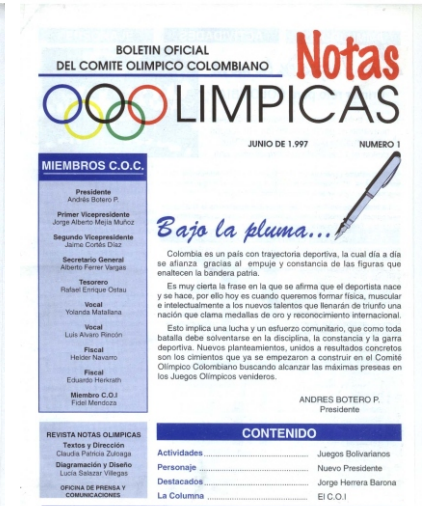 BOLETIN OFICIAL
DEL COMITE OLIMPICO COLOMBIANO
Notas
OLIMPICAS
JUNIO DE 1.997 NUMERO 1
MIEMBROS C.O.C.
Presidente
Andrés Botero P.
Primer Vicepresidente
Jorge Alberto Mejía Muñoz
Segundo Vicepresidente
Jaime Cortés Díaz
Secretario General
Alberto Ferrer Vargas
Tesorero
Rafael Enrique Ostau
Vocal
Yolanda Matallana
Vocal
Luis Alvaro Rincón
Fiscal
Helder Navarro
Fiscal
Eduardo Herkrath
Miembro C.O.I
Fidel Mendoza
REVISTA NOTAS OLIMPICAS
Textos y Dirección
Claudia Patricia Zuloaga
Diagramación y Diseño
Lucía Salazar Villegas
OFICINA DE PRENSA Y
COMUNICACIONES
Bajo la pluma...
Colombia es un país con trayectoria deportiva, la cual día a día
se afianza gracias al empuje y constancia de las figuras que
enaltecen la bandera patria.
Es muy cierta la frase en la que se afirma que el deportista nace
y se hace, por ello hoy es cuando queremos formar física, muscular
e intelectualmente a los nuevos talentos que llenarán de triunfo una
nación que clama medallas de oro y reconocimiento internacional.
Esto implica una lucha y un esfuerzo comunitario, que como toda
batalla debe solventarse en la disciplina, la constancia y la garra
deportiva. Nuevos planteamientos, unidos a resultados concretos
son los cimientos que ya se empezaron a construir en el Comité
Olímpico Colombiano buscando alcanzar las máximas preseas en
los Juegos Olímpicos venideros.
ANDRES BOTERO P.
Presidente
CONTENIDO
Actividades Juegos Bolivarianos
Personaje Nuevo Presidente
Destacados Jorge Herrera Barona
La Columna El C.O.I